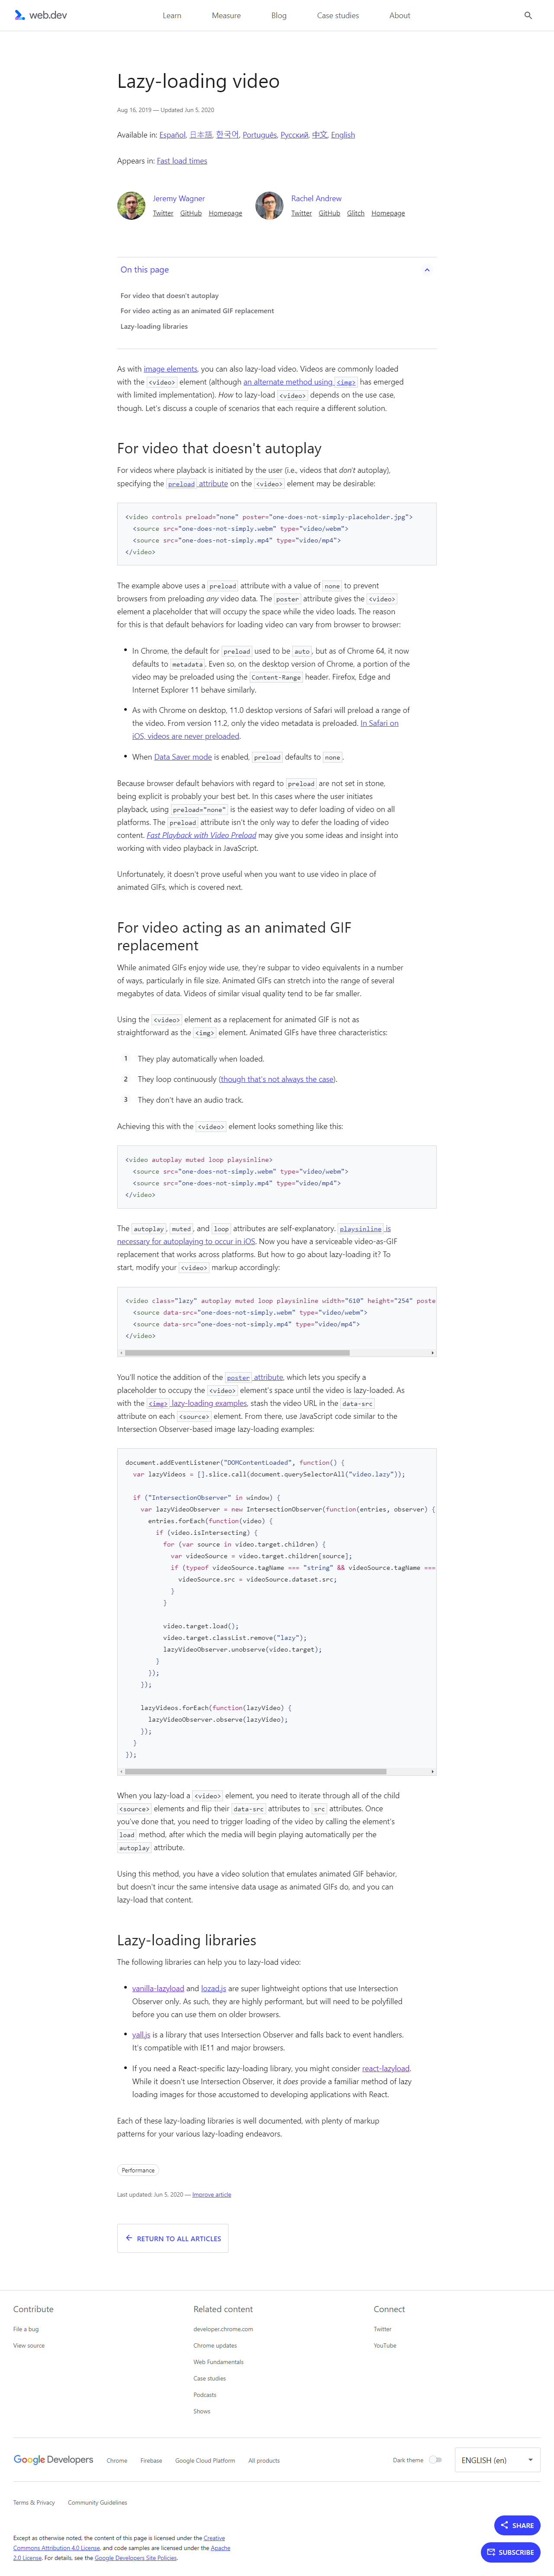 web.dev
Learn
Measure
Blog
Case studies
About
Lazy-loading video
Aug 16, 2019 — Updated Jun 5, 2020
Available in: Español, 日本語, 한국어, Português, Русский, 中文, English
Appears in: Fast load times
Jeremy Wagner
Twitter GitHub Homepage
Rachel Andrew
Twitter GitHub Glitch Homepage
On this page
For video that doesn't autoplay
For video acting as an animated GIF replacement
Lazy-loading libraries
As with image elements, you can also lazy-load video. Videos are commonly loaded
with the <video> element (although an alternate method using <img> has emerged
with limited implementation). How to lazy-load <video> depends on the use case,
though. Let's discuss a couple of scenarios that each require a different solution.
For video that doesn't autoplay
For videos where playback is initiated by the user (i.e., videos that don't autoplay),
specifying the preload attribute on the <video> element may be desirable:
<video controls preload="none" poster="one-does-not-simply-placeholder.jpg">
<source src="one-does-not-simply.webm" type="video/webm">
<source src="one-does-not-simply.mp4" type="video/mp4">
</video>
The example above uses a preload attribute with a value of none to prevent
browsers from preloading any video data. The poster attribute gives the <video>
element a placeholder that will occupy the space while the video loads. The reason
for this is that default behaviors for loading video can vary from browser to browser:
• In Chrome, the default for preload used to be auto, but as of Chrome 64, it now
defaults to metadata. Even so, on the desktop version of Chrome, a portion of the
video may be preloaded using the Content-Range header. Firefox, Edge and
Internet Explorer 11 behave similarly.
• As with Chrome on desktop, 11.0 desktop versions of Safari will preload a range of
the video. From version 11.2, only the video metadata is preloaded. In Safari on
iOS, videos are never preloaded.
• When Data Saver mode is enabled, preload defaults to none.
Because browser default behaviors with regard to preload are not set in stone,
being explicit is probably your best bet. In this cases where the user initiates
playback, using preload="none" is the easiest way to defer loading of video on all
platforms. The preload attribute isn't the only way to defer the loading of video
content. Fast Playback with Video Preload may give you some ideas and insight into
working with video playback in JavaScript.
Unfortunately, it doesn't prove useful when you want to use video in place of
animated GIFs, which is covered next.
For video acting as an animated GIF
replacement
While animated GIFs enjoy wide use, they're subpar to video equivalents in a number
of ways, particularly in file size. Animated GIFs can stretch into the range of several
megabytes of data. Videos of similar visual quality tend to be far smaller.
Using the <video> element as a replacement for animated GIF is not as
straightforward as the <img> element. Animated GIFs have three characteristics:
1 They play automatically when loaded.
2 They loop continuously (though that's not always the case).
3 They don't have an audio track.
Achieving this with the <video> element looks something like this:
<video autoplay muted loop playsinline>
<source src="one-does-not-simply.webm" type="video/webm">
<source src="one-does-not-simply.mp4" type="video/mp4">
</video>
The autoplay, muted, and loop attributes are self-explanatory. playsinline is
necessary for autoplaying to occur in iOS. Now you have a serviceable video-as-GIF
replacement that works across platforms. But how to go about lazy-loading it? To
start, modify your <video> markup accordingly:
<video class="lazy" autoplay muted loop playsinline width="610" height="254" poste
<source data-src="one-does-not-simply.webm" type="video/webm">
<source data-src="one-does-not-simply.mp4" type="video/mp4">
</video>
You'll notice the addition of the poster attribute, which lets you specify a
placeholder to occupy the <video> element's space until the video is lazy-loaded. As
with the <img> lazy-loading examples, stash the video URL in the data-src
attribute on each <source> element. From there, use JavaScript code similar to the
Intersection Observer-based image lazy-loading examples:
document.addEventListener("DOMContentLoaded", function() {
var lazyVideos = [].slice.call(document.querySelectorAll("video.lazy"));
if ("IntersectionObserver" in window) {
var lazyVideoObserver = new IntersectionObserver(function(entries, observer) {
entries.forEach(function(video) {
if (video.isIntersecting) {
for (var source in video.target.children) {
var videoSource = video.target.children[source];
if (typeof videoSource.tagName === "string" && videoSource.tagName ===
videoSource.src = videoSource.dataset.src;
}
}
video.target.load();
video.target.classList.remove("lazy");
lazyVideoObserver.unobserve(video.target);
}
});
});
lazyVideos.forEach(function(lazyVideo) {
lazyVideoObserver.observe(lazyVideo);
});
}
});
When you lazy-load a <video> element, you need to iterate through all of the child
<source> elements and flip their data-src attributes to src attributes. Once
you've done that, you need to trigger loading of the video by calling the element's
load method, after which the media will begin playing automatically per the
autoplay attribute.
Using this method, you have a video solution that emulates animated GIF behavior,
but doesn't incur the same intensive data usage as animated GIFs do, and you can
lazy-load that content.
Lazy-loading libraries
The following libraries can help you to lazy-load video:
• vanilla-lazyload and lozad.js are super lightweight options that use Intersection
Observer only. As such, they are highly performant, but will need to be polyfilled
before you can use them on older browsers.
• yall.js is a library that uses Intersection Observer and falls back to event handlers.
It's compatible with IE11 and major browsers.
• If you need a React-specific lazy-loading library, you might consider react-lazyload.
While it doesn't use Intersection Observer, it does provide a familiar method of lazy
loading images for those accustomed to developing applications with React.
Each of these lazy-loading libraries is well documented, with plenty of markup
patterns for your various lazy-loading endeavors.
Performance
Last updated: Jun 5, 2020 — Improve article
RETURN TO ALL ARTICLES
Contribute
File a bug
View source
Related content
developer.chrome.com
Chrome updates
Web Fundamentals
Case studies
Podcasts
Shows
Connect
Twitter
YouTube
Google Developers
Chrome
Firebase
Google Cloud Platform
All products
Dark theme
ENGLISH (en)
Terms & Privacy
Community Guidelines
SHARE
SUBSCRIBE
Except as otherwise noted, the content of this page is licensed under the Creative
Commons Attribution 4.0 License, and code samples are licensed under the Apache
2.0 License. For details, see the Google Developers Site Policies.